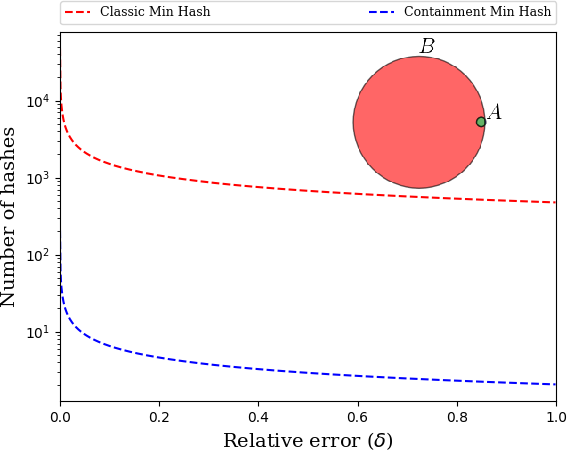 Classic Min Hash
Containment Min Hash
B
A
Number of hashes
10^4
10^3
10^2
10^1
0.0
0.2
0.4
0.6
0.8
1.0
Relative error (δ)